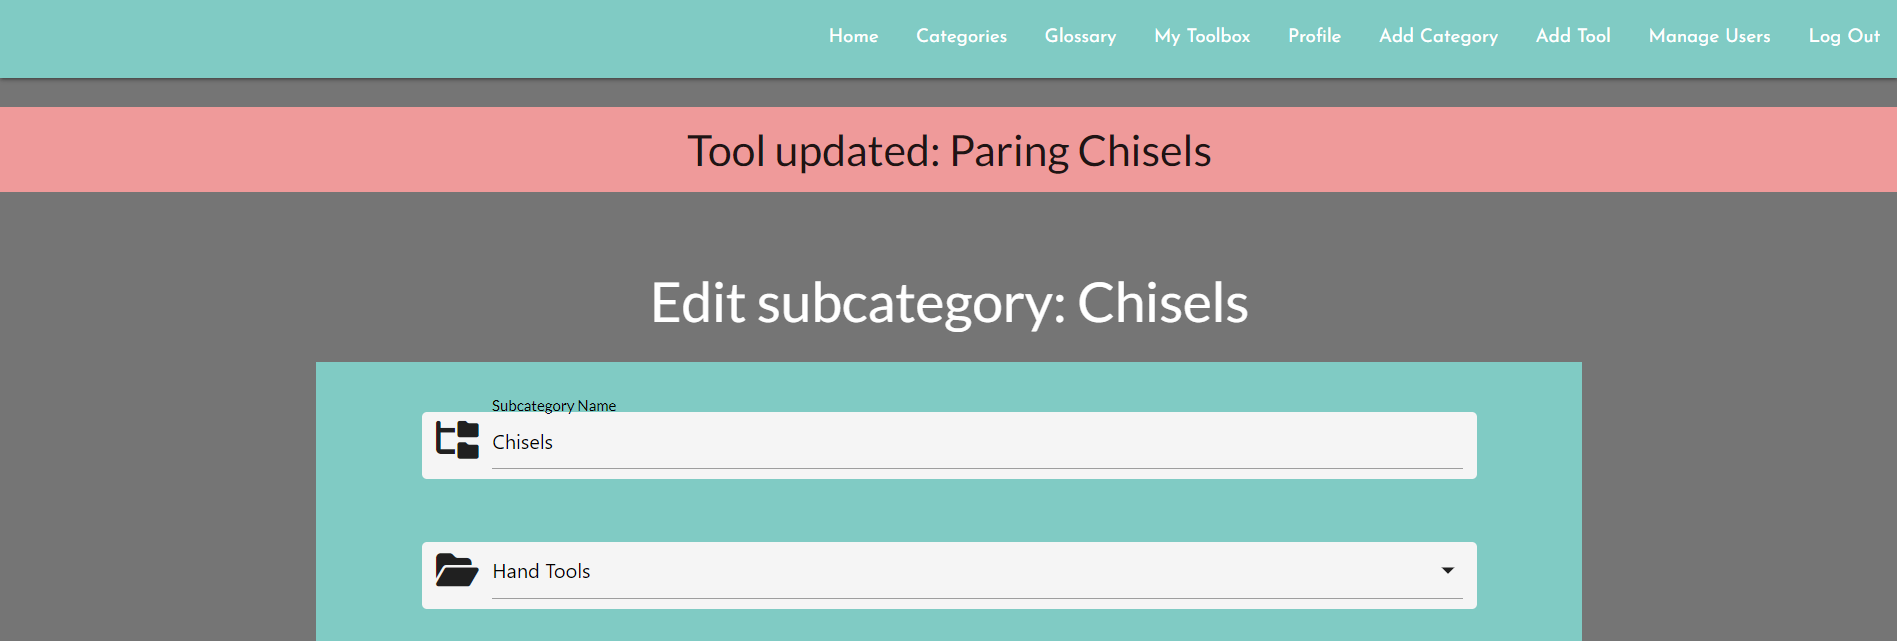 Home Categories Glossary My Toolbox Profile Add Category Add Tool Manage Users Log Out
Tool updated: Paring Chisels
Edit subcategory: Chisels
Subcategory Name
Chisels
Hand Tools